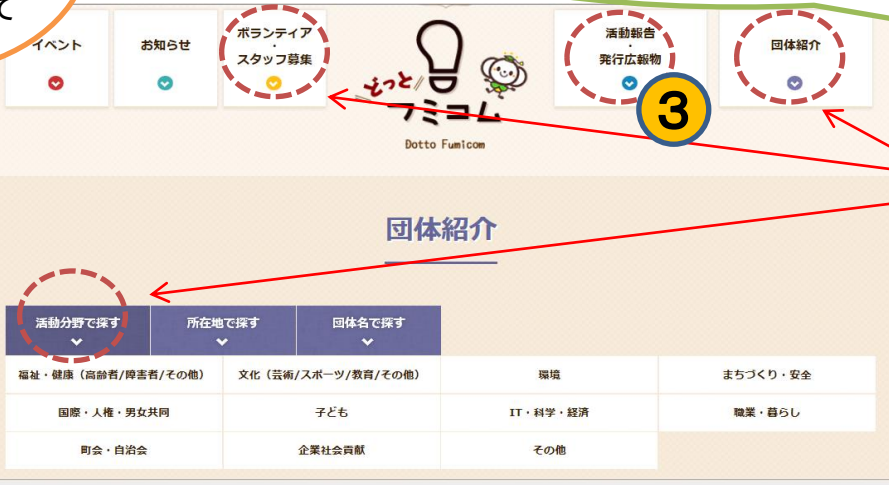 て
イベント
お知らせ
ボランティア
・
スタッフ募集
どっと
フミコム
Dotto Fumicom
活動報告
・
発行広報物
団体紹介
3
団体紹介
活動分野で探す
所在地で探す
団体名で探す
福祉・健康（高齢者/障害者/その他）
文化（芸術/スポーツ/教育/その他）
環境
まちづくり・安全
国際・人権・男女共同
子ども
IT・科学・経済
職業・暮らし
町会・自治会
企業社会貢献
その他